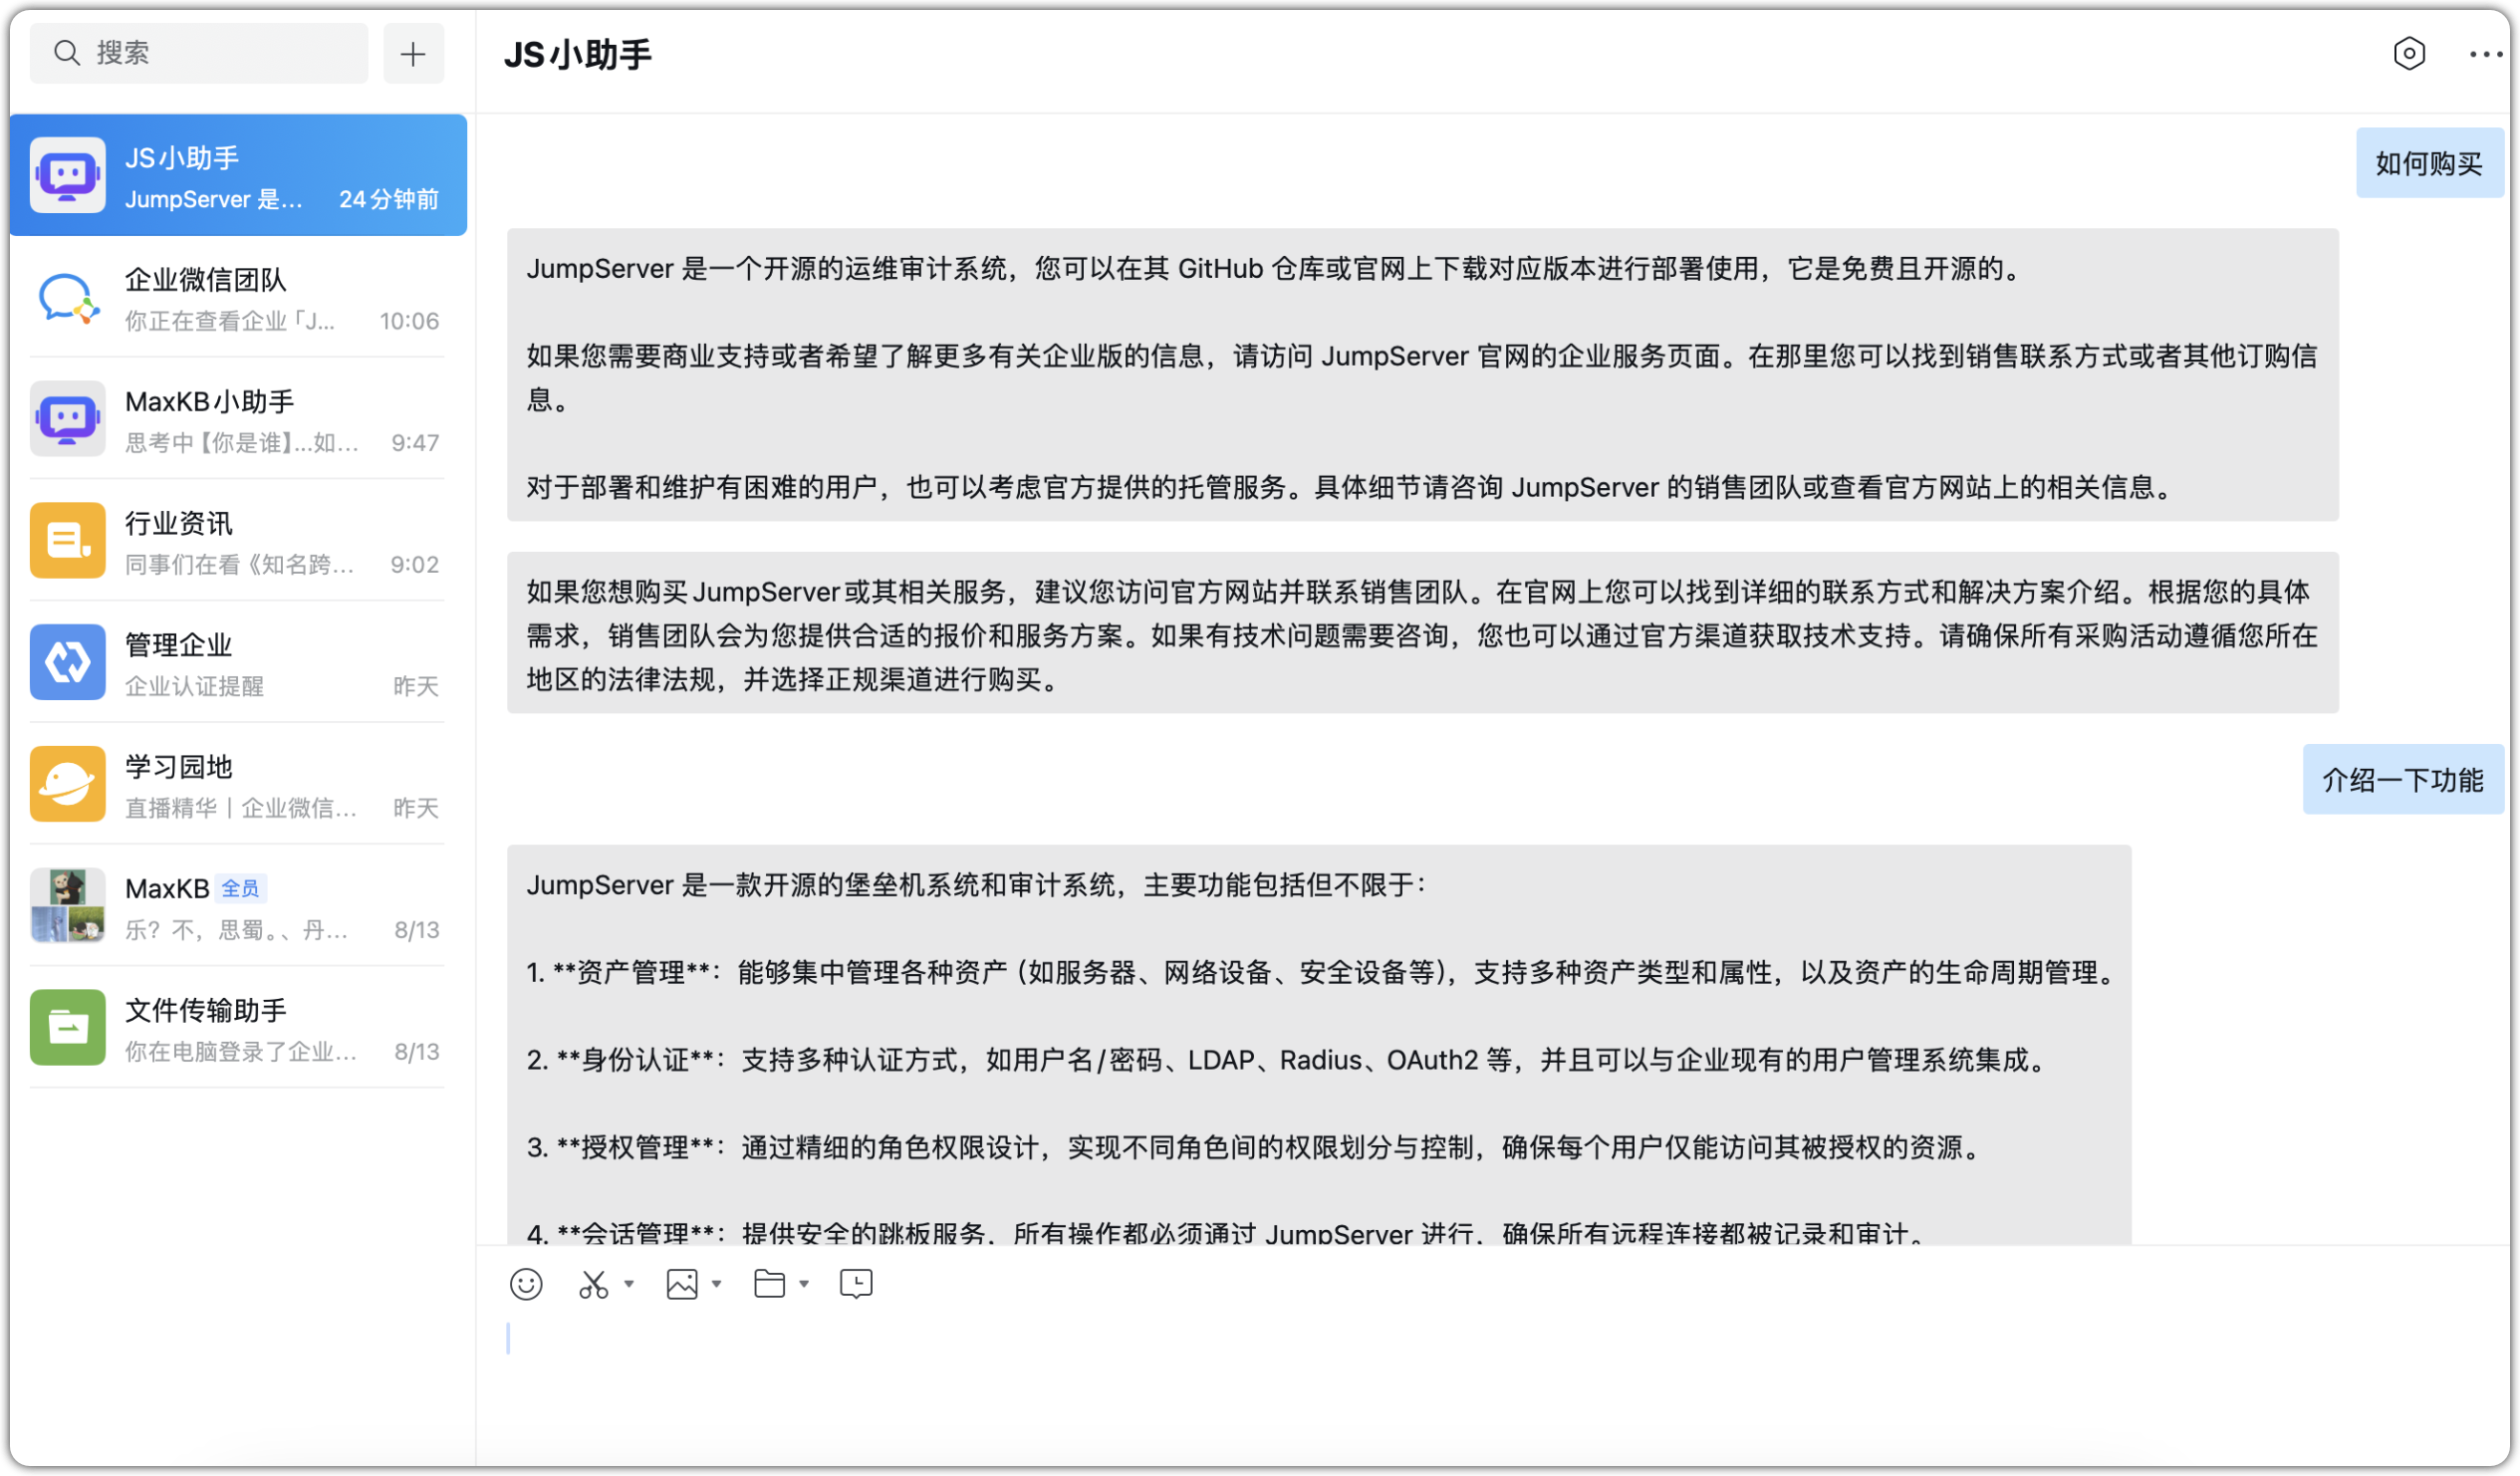 搜索
JS小助手
JumpServer 是... 24分钟前
企业微信团队
你正在查看企业「J... 10:06
MaxKB小助手
思考中【你是谁】...如... 9:47
行业资讯
同事们在看《知名跨... 9:02
管理企业
企业认证提醒 昨天
学习园地
直播精华丨企业微信... 昨天
MaxKB 全员
乐？不，思蜀。、丹... 8/13
文件传输助手
你在电脑登录了企业... 8/13
JS小助手
如何购买
JumpServer 是一个开源的运维审计系统，您可以在其 GitHub 仓库或官网上下载对应版本进行部署使用，它是免费且开源的。
如果您需要商业支持或者希望了解更多有关企业版的信息，请访问 JumpServer 官网的企业服务页面。在那里您可以找到销售联系方式或者其他订购信
息。
对于部署和维护有困难的用户，也可以考虑官方提供的托管服务。具体细节请咨询 JumpServer 的销售团队或查看官方网站上的相关信息。
如果您想购买JumpServer或其相关服务，建议您访问官方网站并联系销售团队。在官网上您可以找到详细的联系方式和解决方案介绍。根据您的具体
需求，销售团队会为您提供合适的报价和服务方案。如果有技术问题需要咨询，您也可以通过官方渠道获取技术支持。请确保所有采购活动遵循您所在
地区的法律法规，并选择正规渠道进行购买。
介绍一下功能
JumpServer 是一款开源的堡垒机系统和审计系统，主要功能包括但不限于：
1. **资产管理**：能够集中管理各种资产（如服务器、网络设备、安全设备等），支持多种资产类型和属性，以及资产的生命周期管理。
2. **身份认证**：支持多种认证方式，如用户名/密码、LDAP、Radius、OAuth2 等，并且可以与企业现有的用户管理系统集成。
3. **授权管理**：通过精细的角色权限设计，实现不同角色间的权限划分与控制，确保每个用户仅能访问其被授权的资源。
4. **会话管理**：提供安全的跳板服务，所有操作都必须通过 JumpServer 进行，确保所有远程连接都被记录和审计。